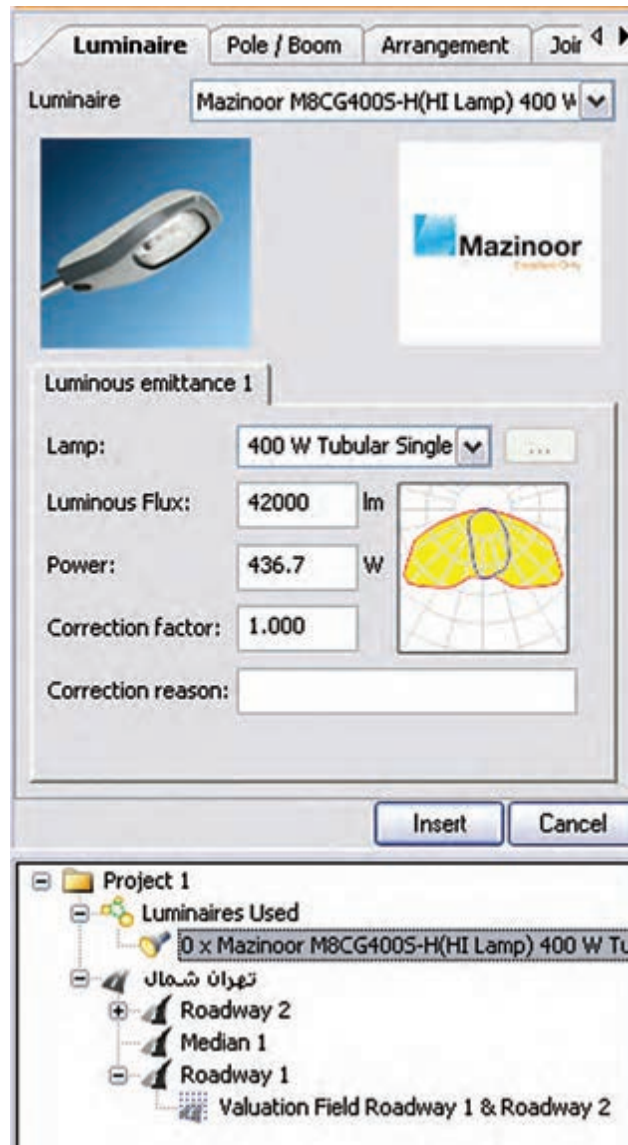 Luminaire Pole / Boom Arrangement Joir
Luminaire Mazinoor M8CG400S-H(HI Lamp) 400 W
Mazinoor
Luminous emittance 1
Lamp: 400 W Tubular Single ...
Luminous Flux: 42000 lm
Power: 436.7 W
Correction factor: 1.000
Correction reason:
Insert Cancel
Project 1
Luminaires Used
0 x Mazinoor M8CG400S-H(HI Lamp) 400 W Tu
تهران شمال
Roadway 2
Median 1
Roadway 1
Valuation Field Roadway 1 & Roadway 2